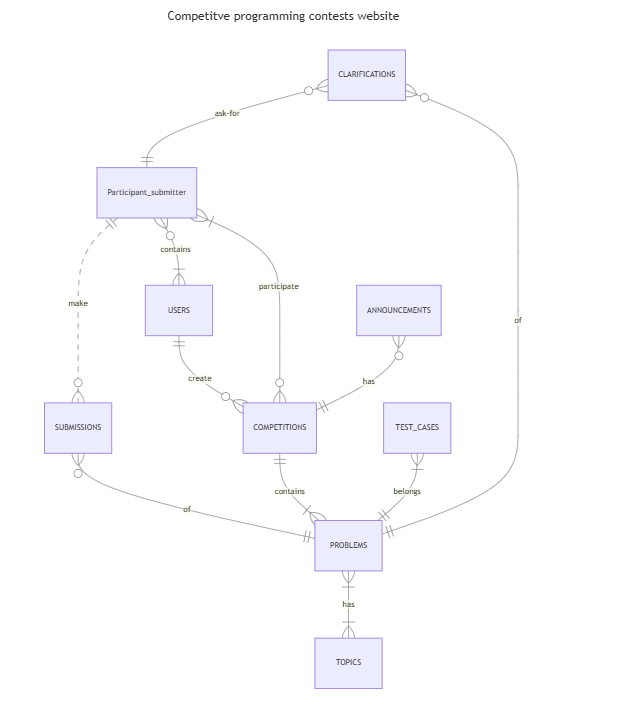 Competitve programming contests website
CLARIFICATIONS
ask-for
Participant_submitter
contains
participate
make
USERS
ANNOUNCEMENTS
of
create
has
SUBMISSIONS
COMPETITIONS
TEST_CASES
contains
belongs
of
PROBLEMS
has
TOPICS